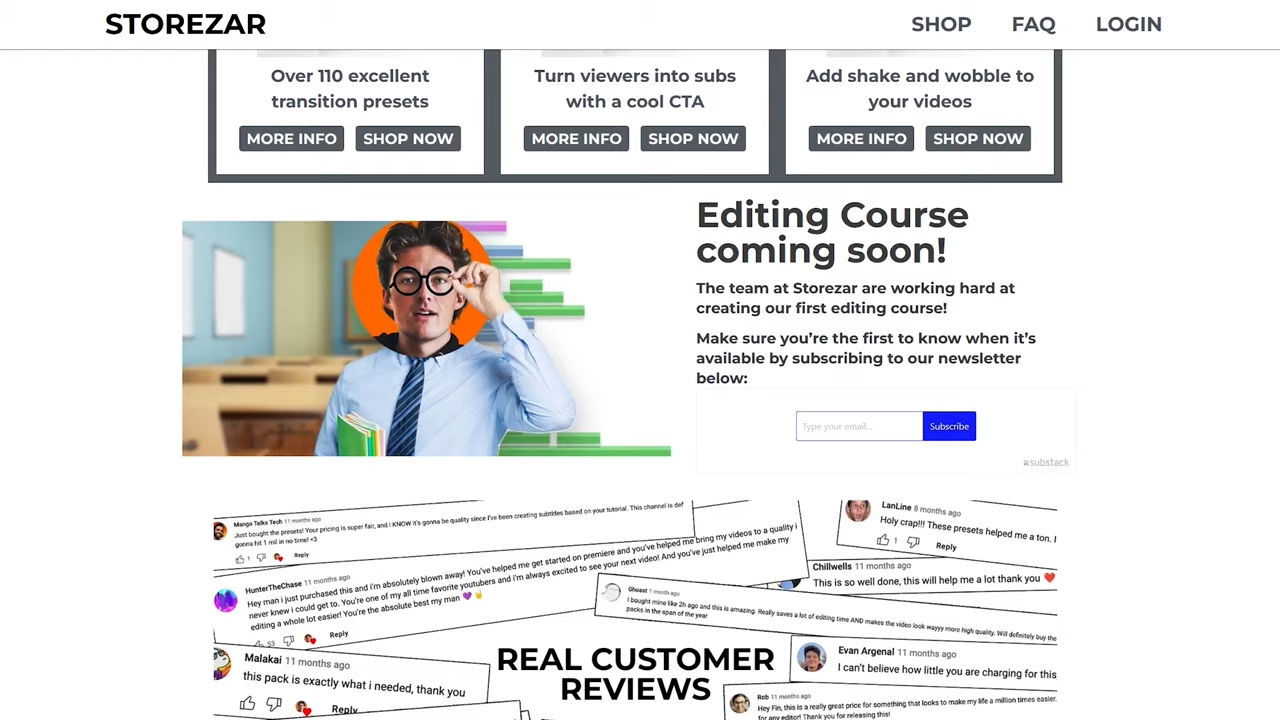 STOREZAR
SHOP
FAQ
LOGIN
Over 110 excellent
transition presets
MORE INFO
SHOP NOW
Turn viewers into subs
with a cool CTA
MORE INFO
SHOP NOW
Add shake and wobble to
your videos
MORE INFO
SHOP NOW
Editing Course
coming soon!
The team at Storezar are working hard at
creating our first editing course!
Make sure you’re the first to know when it’s
available by subscribing to our newsletter
below:
Type your email...
Subscribe
substack
Mango Talks Tech 11 months ago
Just bought the presets! Your pricing is super fair, and I KNOW it's gonna be quality since I've been creating subtitles based on your tutorial. This channel is def
gonna hit 1 mil in no time! <3
1
Reply
LanLine 8 months ago
Holy crap!!! These presets helped me a ton. I
1
Reply
HunterTheChase 11 months ago
Hey man i just purchased this and i'm absolutely blown away! You've helped me get started on premiere and you've helped me bring my videos to a quality i
never knew i could get to. You're one of my all time favorite youtubers and i'm always excited to see your next video! And you've just helped me make my
editing a whole lot easier! You're the absolute best my man 💜 🤘
53
Reply
Chillwells 11 months ago
This is so well done, this will help me a lot thank you ❤️
Ghoast 1 month ago
I bought mine like 2h ago and this is amazing. Really saves a lot of editing time AND makes the video look wayyy more high quality. Will definitely buy the
packs in the span of the year
Malakai 11 months ago
this pack is exactly what i needed, thank you
Reply
REAL CUSTOMER
REVIEWS
Evan Argenal 11 months ago
I can't believe how little you are charging for this
Rob 11 months ago
Hey Fin, this is a really great price for something that looks to make my life a million times easier.
for any editor! Thank you for releasing this!